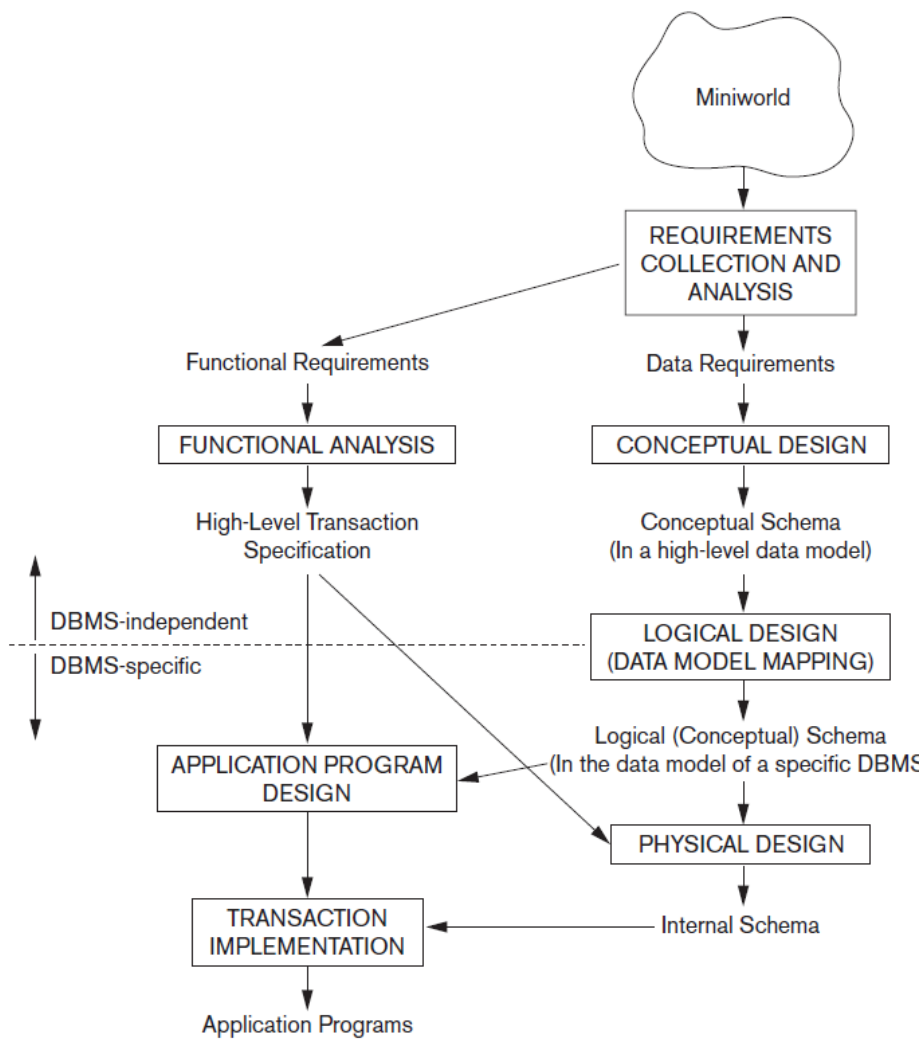 Miniworld
REQUIREMENTS
COLLECTION AND
ANALYSIS
Functional Requirements
Data Requirements
FUNCTIONAL ANALYSIS
CONCEPTUAL DESIGN
High-Level Transaction
Specification
Conceptual Schema
(In a high-level data model)
DBMS-independent
DBMS-specific
LOGICAL DESIGN
(DATA MODEL MAPPING)
Logical (Conceptual) Schema
(In the data model of a specific DBMS
APPLICATION PROGRAM
DESIGN
PHYSICAL DESIGN
TRANSACTION
IMPLEMENTATION
Internal Schema
Application Programs